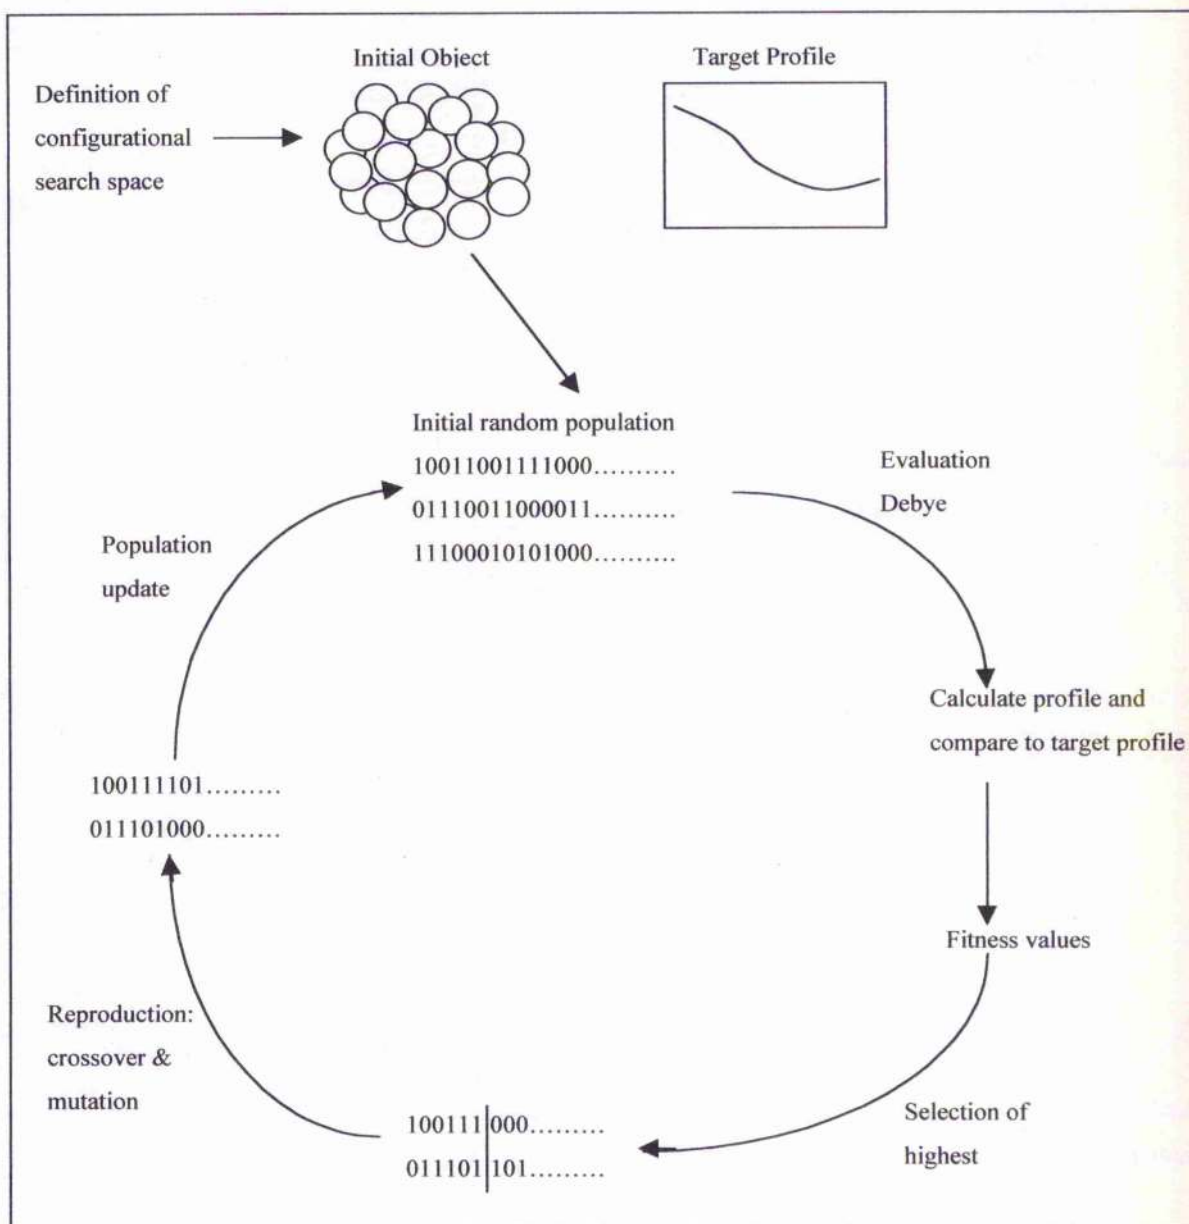 Initial Object
Target Profile
Definition of
configurational
search space
Initial random population
10011001111000..........
01110011000011..........
11100010101000..........
Evaluation
Debye
Population
update
Calculate profile and
compare to target profile
100111101.........
011101000.........
Fitness values
Reproduction:
crossover &
mutation
100111 000.........
011101 101.........
Selection of
highest